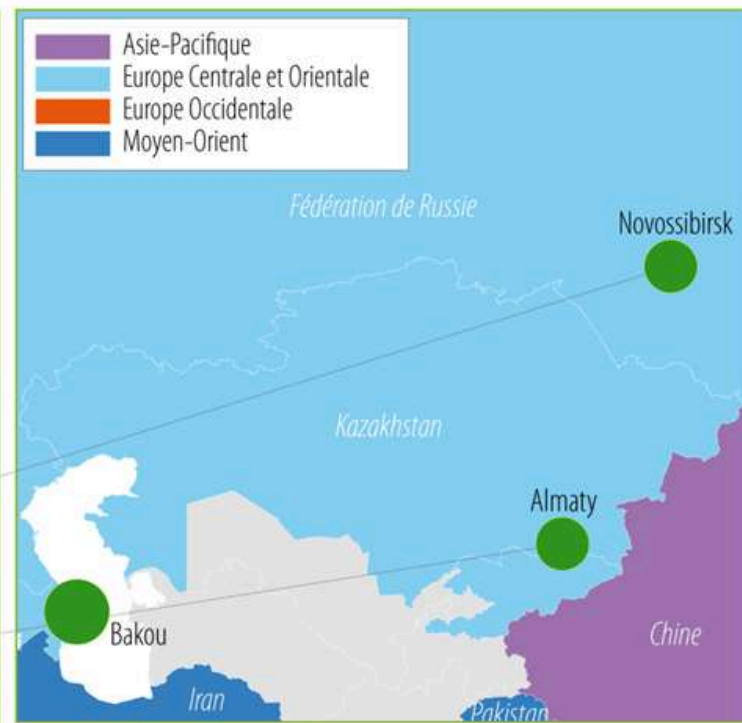 Asie-Pacifique
Europe Centrale et Orientale
Europe Occidentale
Moyen-Orient
Fédération de Russie
Novossibirsk
Kazakhstan
Almaty
Bakou
Chine
Iran
Pakistan